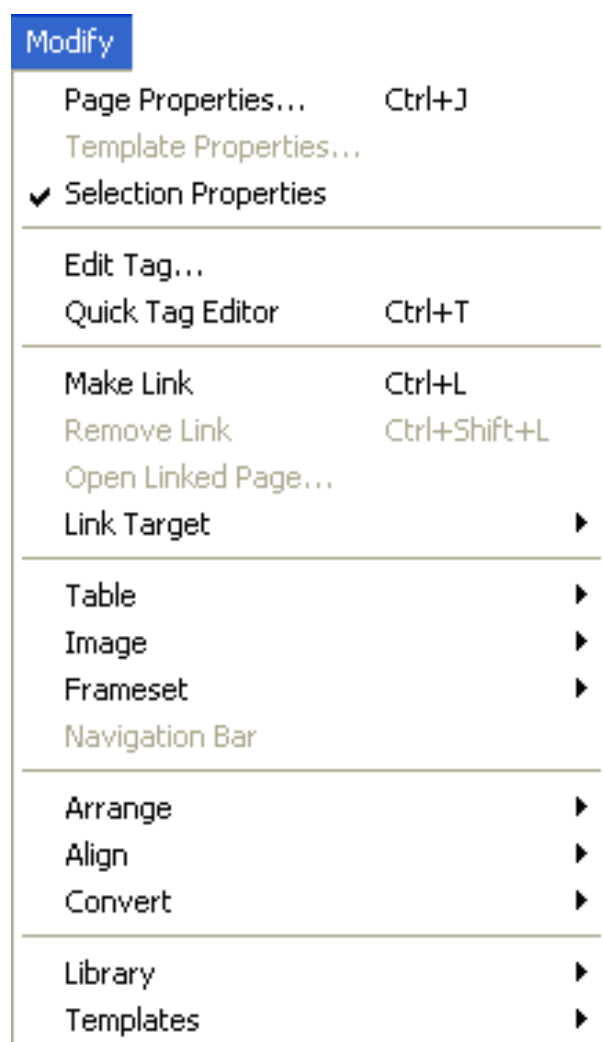 Modify
Page Properties... Ctrl+J
Template Properties...
Selection Properties
Edit Tag...
Quick Tag Editor Ctrl+T
Make Link Ctrl+L
Remove Link Ctrl+Shift+L
Open Linked Page...
Link Target
Table
Image
Frameset
Navigation Bar
Arrange
Align
Convert
Library
Templates